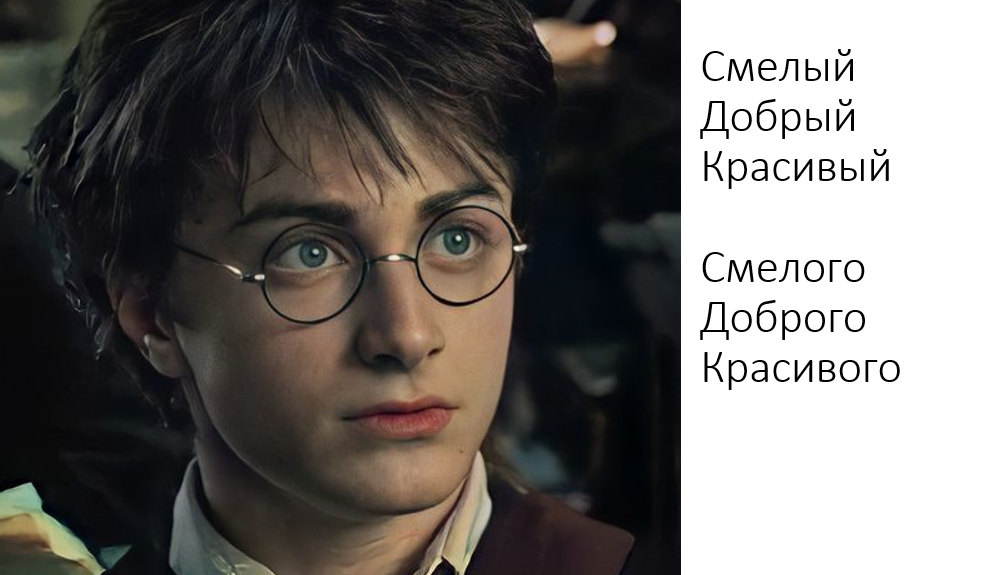 Смелый
Добрый
Красивый
Смелого
Доброго
Красивого